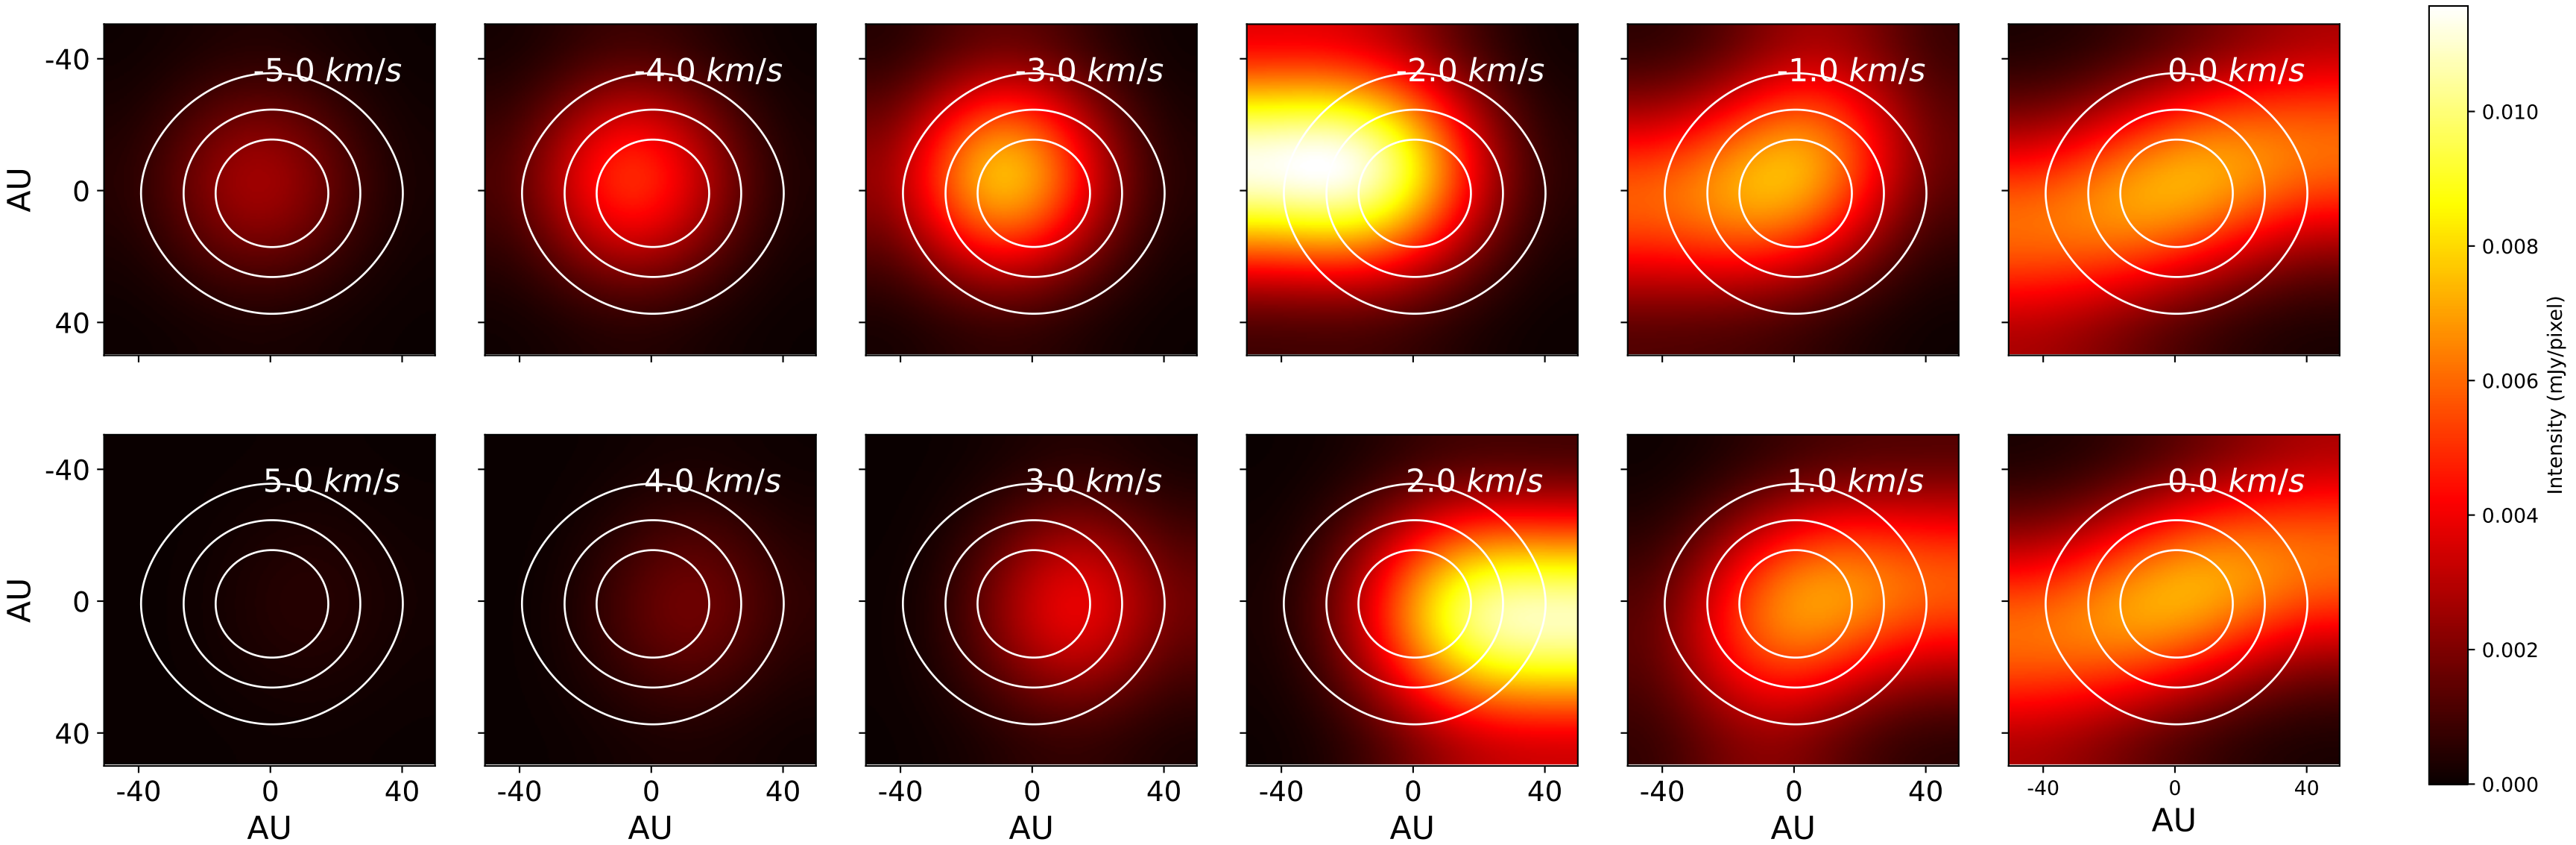 -5.0 km/s
-4.0 km/s
-3.0 km/s
-2.0 km/s
-1.0 km/s
0.0 km/s
-40
0
40
AU
5.0 km/s
4.0 km/s
3.0 km/s
2.0 km/s
1.0 km/s
0.0 km/s
-40
0
40
AU
-40 0 40
-40 0 40
-40 0 40
-40 0 40
-40 0 40
-40 0 40
AU
AU
AU
AU
AU
AU
0.010
0.008
0.006
0.004
0.002
0.000
Intensity (mJy/pixel)